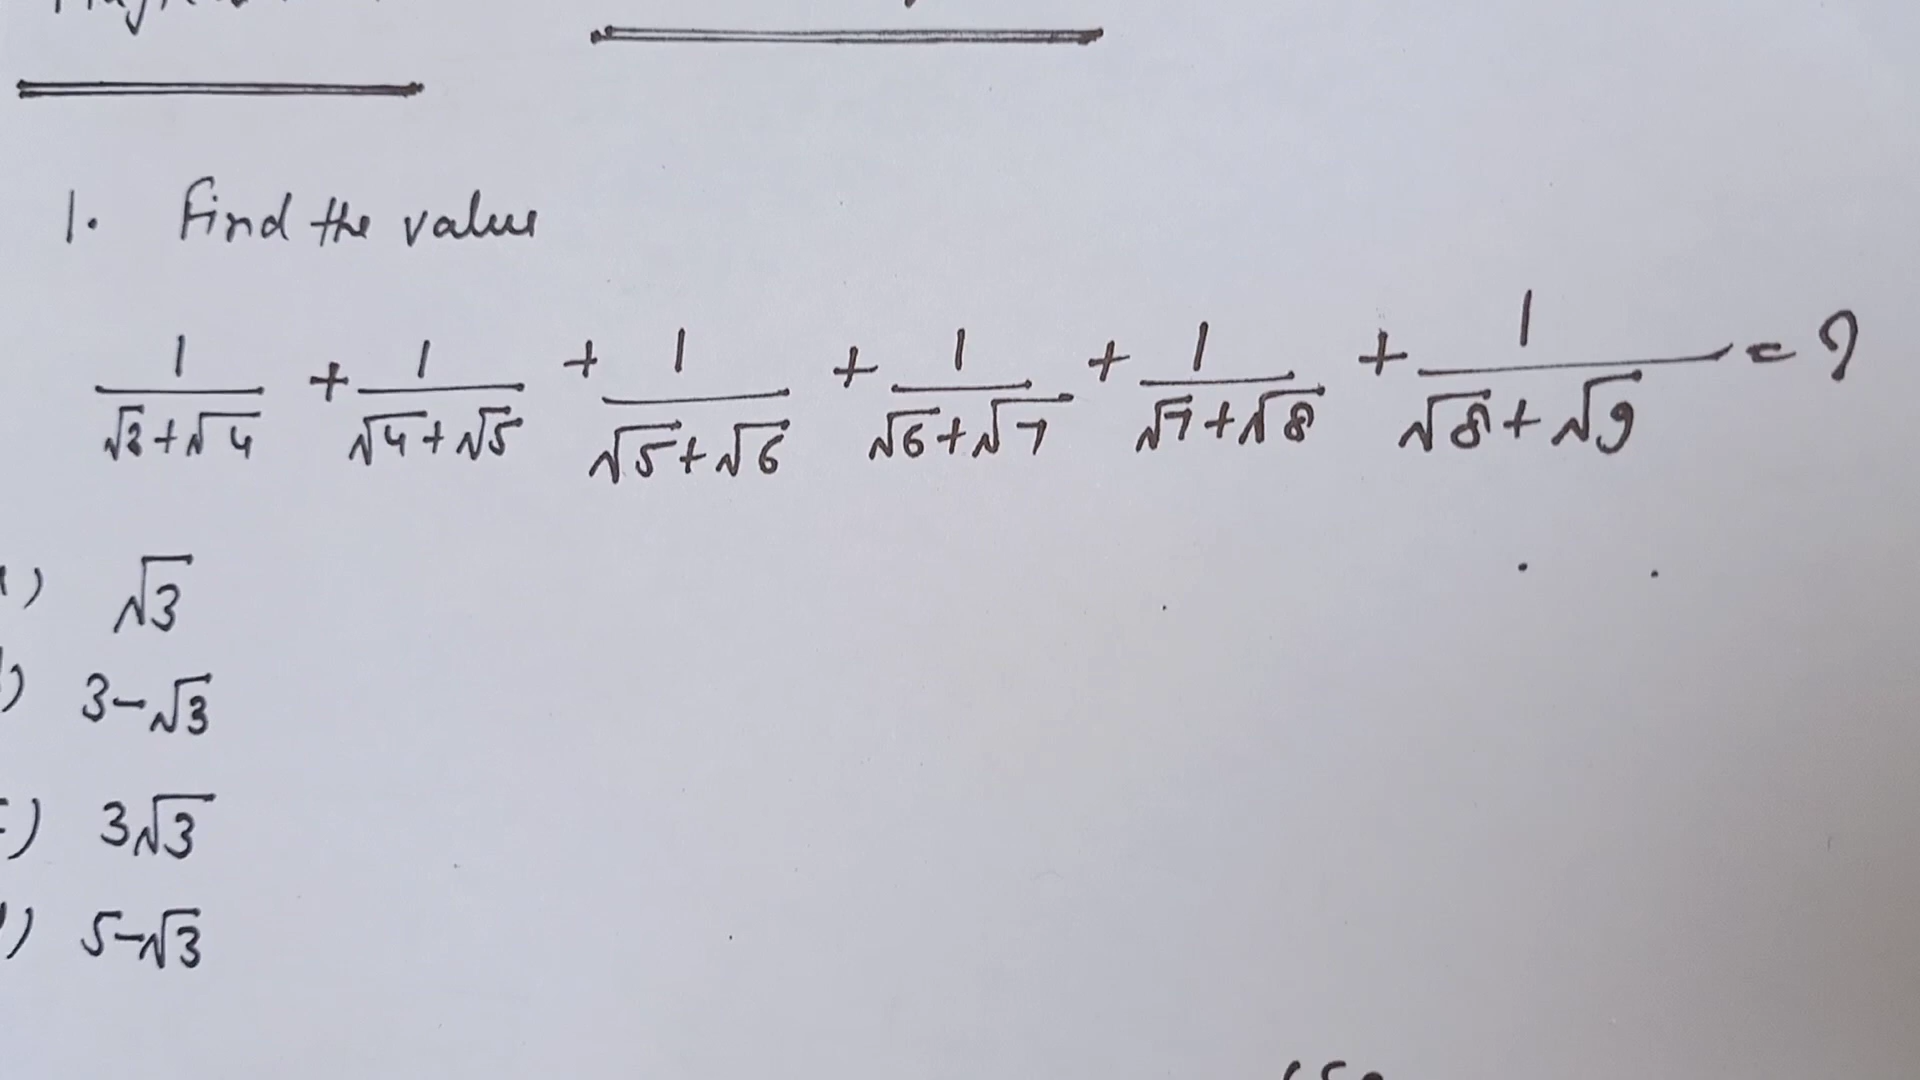 1. Find the value
1/(√3+√4) + 1/(√4+√5) + 1/(√5+√6) + 1/(√6+√7) + 1/(√7+√8) + 1/(√8+√9) = ?
) √3
) 3-√3
) 3√3
) 5-√3